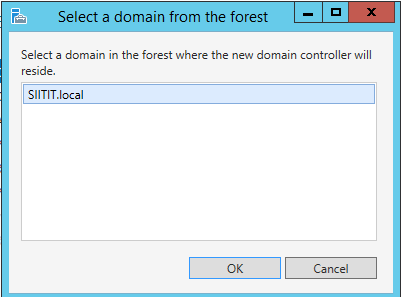 Select a domain from the forest
Select a domain in the forest where the new domain controller will
reside.
SIITIT.local
OK
Cancel